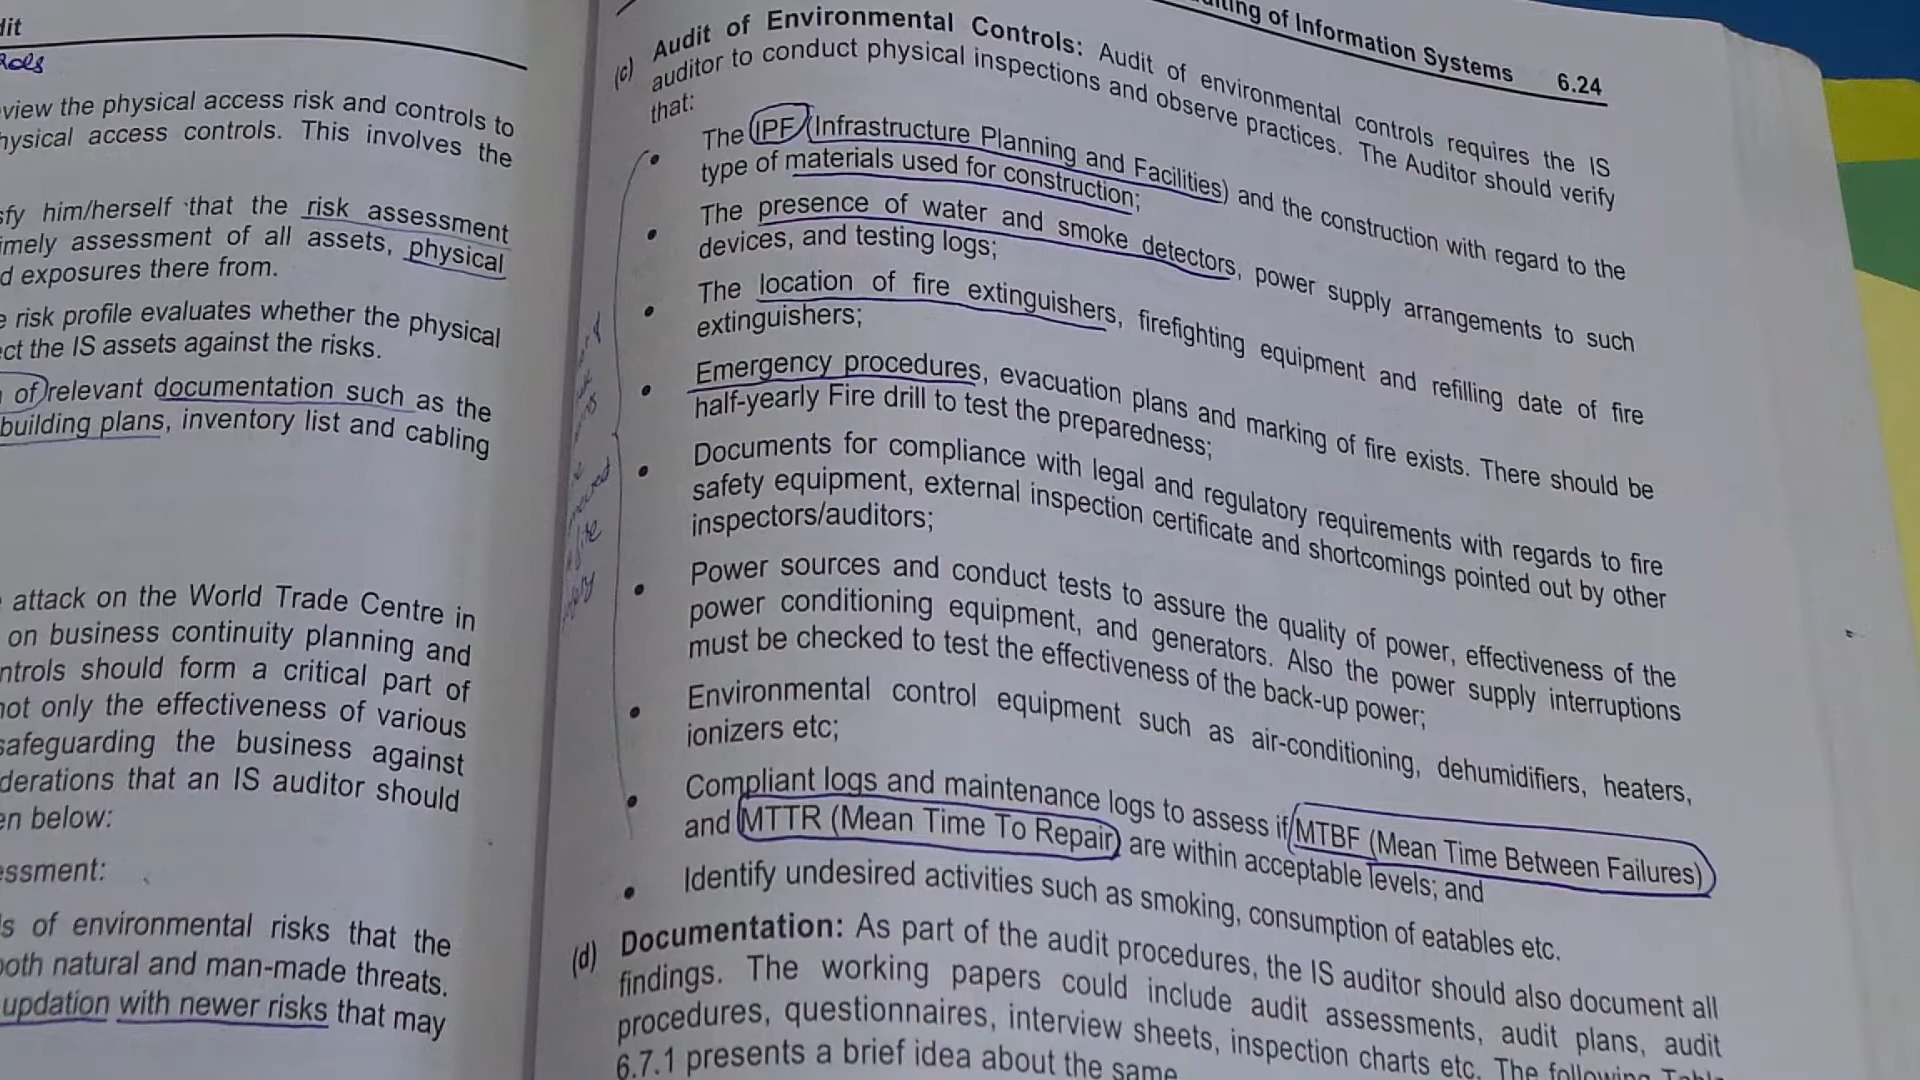 dit
view the physical access risk and controls to
hysical access controls. This involves the
sfy him/herself that the risk assessment
imely assessment of all assets, physical
d exposures there from.
e risk profile evaluates whether the physical
ect the IS assets against the risks.
of relevant documentation such as the
building plans, inventory list and cabling
attack on the World Trade Centre in
on business continuity planning and
ntrols should form a critical part of
not only the effectiveness of various
safeguarding the business against
derations that an IS auditor should
en below:
essment:
ls of environmental risks that the
both natural and man-made threats.
updation with newer risks that may
diting of Information Systems 6.24
(c) Audit of Environmental Controls: Audit of environmental controls requires the IS
auditor to conduct physical inspections and observe practices. The Auditor should verify
that:
• The IPF (Infrastructure Planning and Facilities) and the construction with regard to the
type of materials used for construction;
• The presence of water and smoke detectors, power supply arrangements to such
devices, and testing logs;
• The location of fire extinguishers, firefighting equipment and refilling date of fire
extinguishers;
• Emergency procedures, evacuation plans and marking of fire exists. There should be
half-yearly Fire drill to test the preparedness;
• Documents for compliance with legal and regulatory requirements with regards to fire
safety equipment, external inspection certificate and shortcomings pointed out by other
inspectors/auditors;
• Power sources and conduct tests to assure the quality of power, effectiveness of the
power conditioning equipment, and generators. Also the power supply interruptions
must be checked to test the effectiveness of the back-up power;
• Environmental control equipment such as air-conditioning, dehumidifiers, heaters,
ionizers etc;
• Compliant logs and maintenance logs to assess if MTBF (Mean Time Between Failures)
and MTTR (Mean Time To Repair) are within acceptable levels; and
• Identify undesired activities such as smoking, consumption of eatables etc.
(d) Documentation: As part of the audit procedures, the IS auditor should also document all
findings. The working papers could include audit assessments, audit plans, audit
procedures, questionnaires, interview sheets, inspection charts etc. The following Table
6.7.1 presents a brief idea about the same